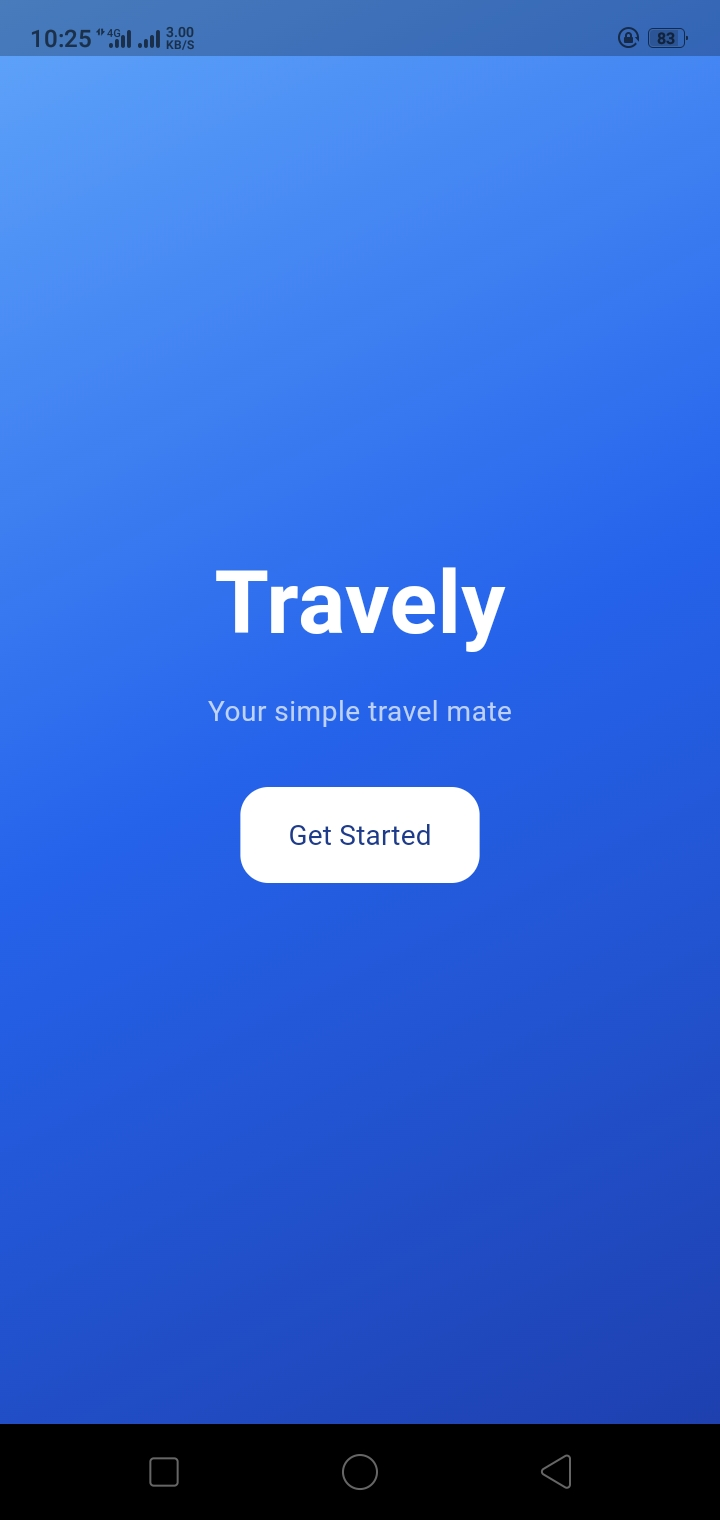 10:25 4G 3.00 83
KB/S
Travely
Your simple travel mate
Get Started